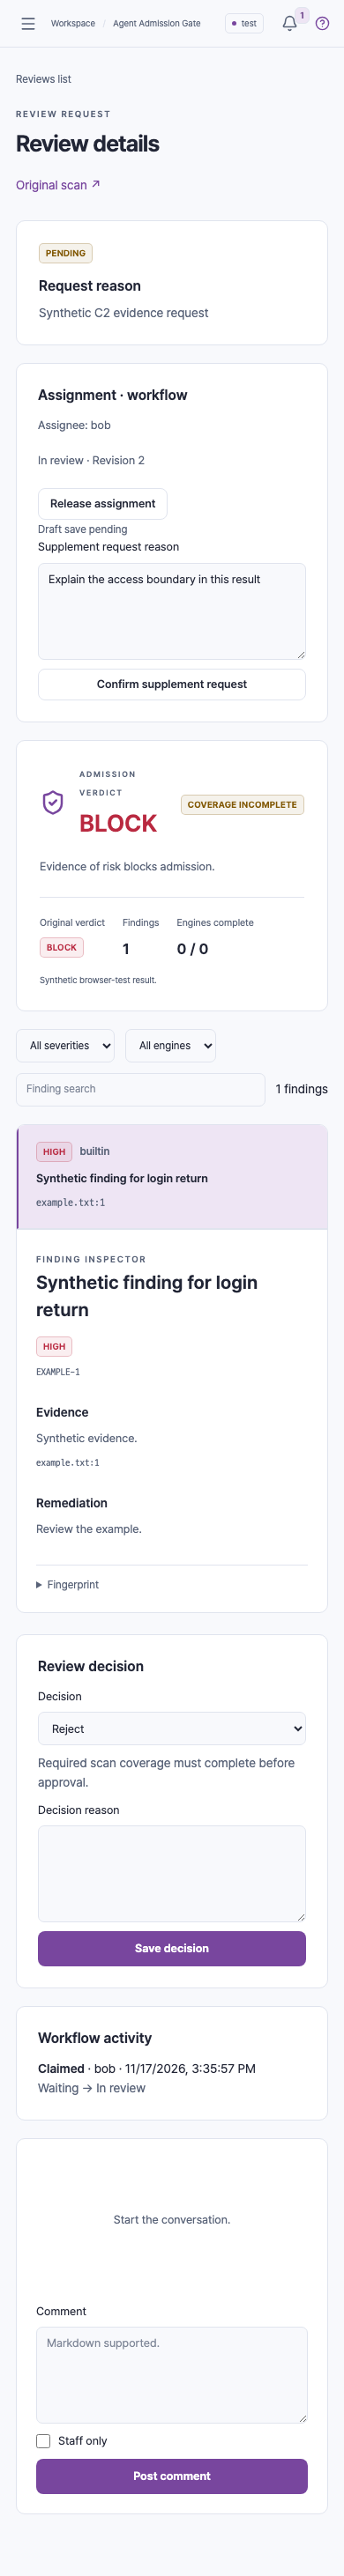 Workspace / Agent Admission Gate
test
1
Reviews list
REVIEW REQUEST
Review details
Original scan ↗
PENDING
Request reason
Synthetic C2 evidence request
Assignment · workflow
Assignee: bob
In review · Revision 2
Release assignment
Draft save pending
Supplement request reason
Explain the access boundary in this result
Confirm supplement request
ADMISSION
VERDICT
BLOCK
COVERAGE INCOMPLETE
Evidence of risk blocks admission.
Original verdict
Findings
Engines complete
BLOCK
1
0 / 0
Synthetic browser-test result.
All severities
All engines
Finding search
1 findings
HIGH
builtin
Synthetic finding for login return
example.txt:1
FINDING INSPECTOR
Synthetic finding for login
return
HIGH
EXAMPLE-1
Evidence
Synthetic evidence.
example.txt:1
Remediation
Review the example.
Fingerprint
Review decision
Decision
Reject
Required scan coverage must complete before
approval.
Decision reason
Save decision
Workflow activity
Claimed · bob · 11/17/2026, 3:35:57 PM
Waiting → In review
Start the conversation.
Comment
Markdown supported.
Staff only
Post comment